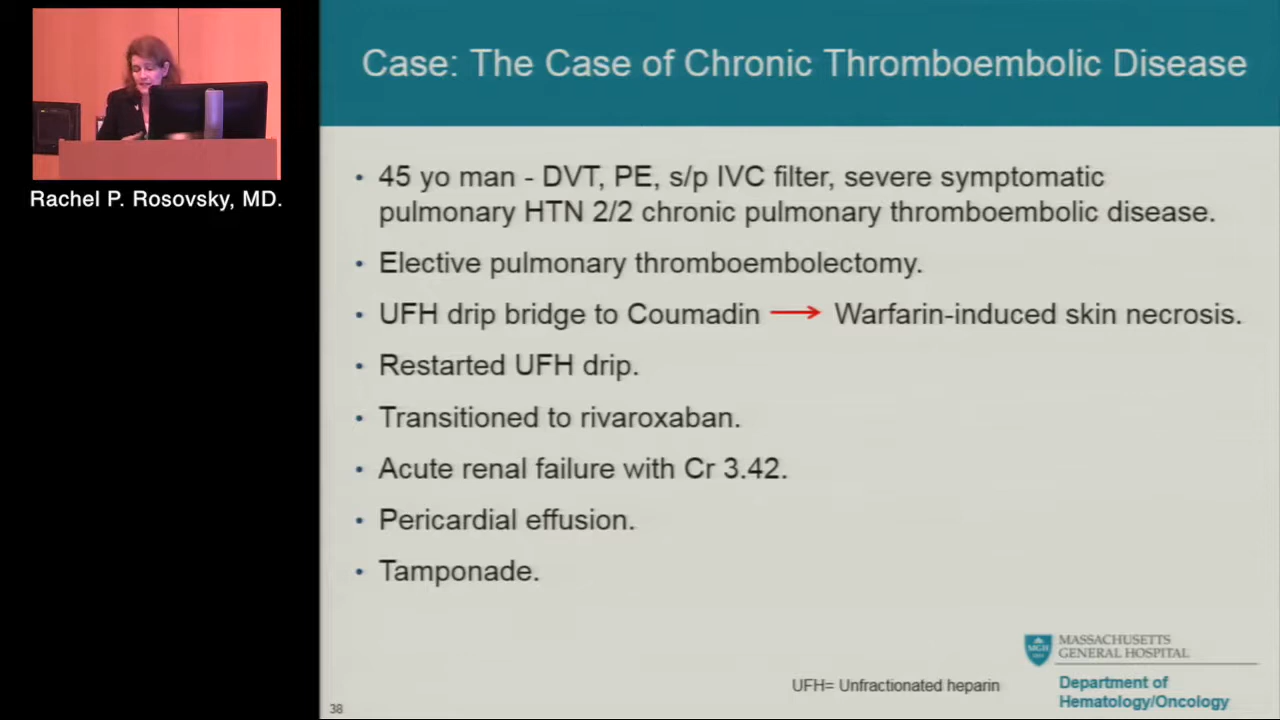 Case: The Case of Chronic Thromboembolic Disease
Rachel P. Rosovsky, MD.
• 45 yo man - DVT, PE, s/p IVC filter, severe symptomatic
pulmonary HTN 2/2 chronic pulmonary thromboembolic disease.
• Elective pulmonary thromboembolectomy.
• UFH drip bridge to Coumadin → Warfarin-induced skin necrosis.
• Restarted UFH drip.
• Transitioned to rivaroxaban.
• Acute renal failure with Cr 3.42.
• Pericardial effusion.
• Tamponade.
MGH
MASSACHUSETTS
GENERAL HOSPITAL
UFH= Unfractionated heparin
Department of
Hematology/Oncology
38